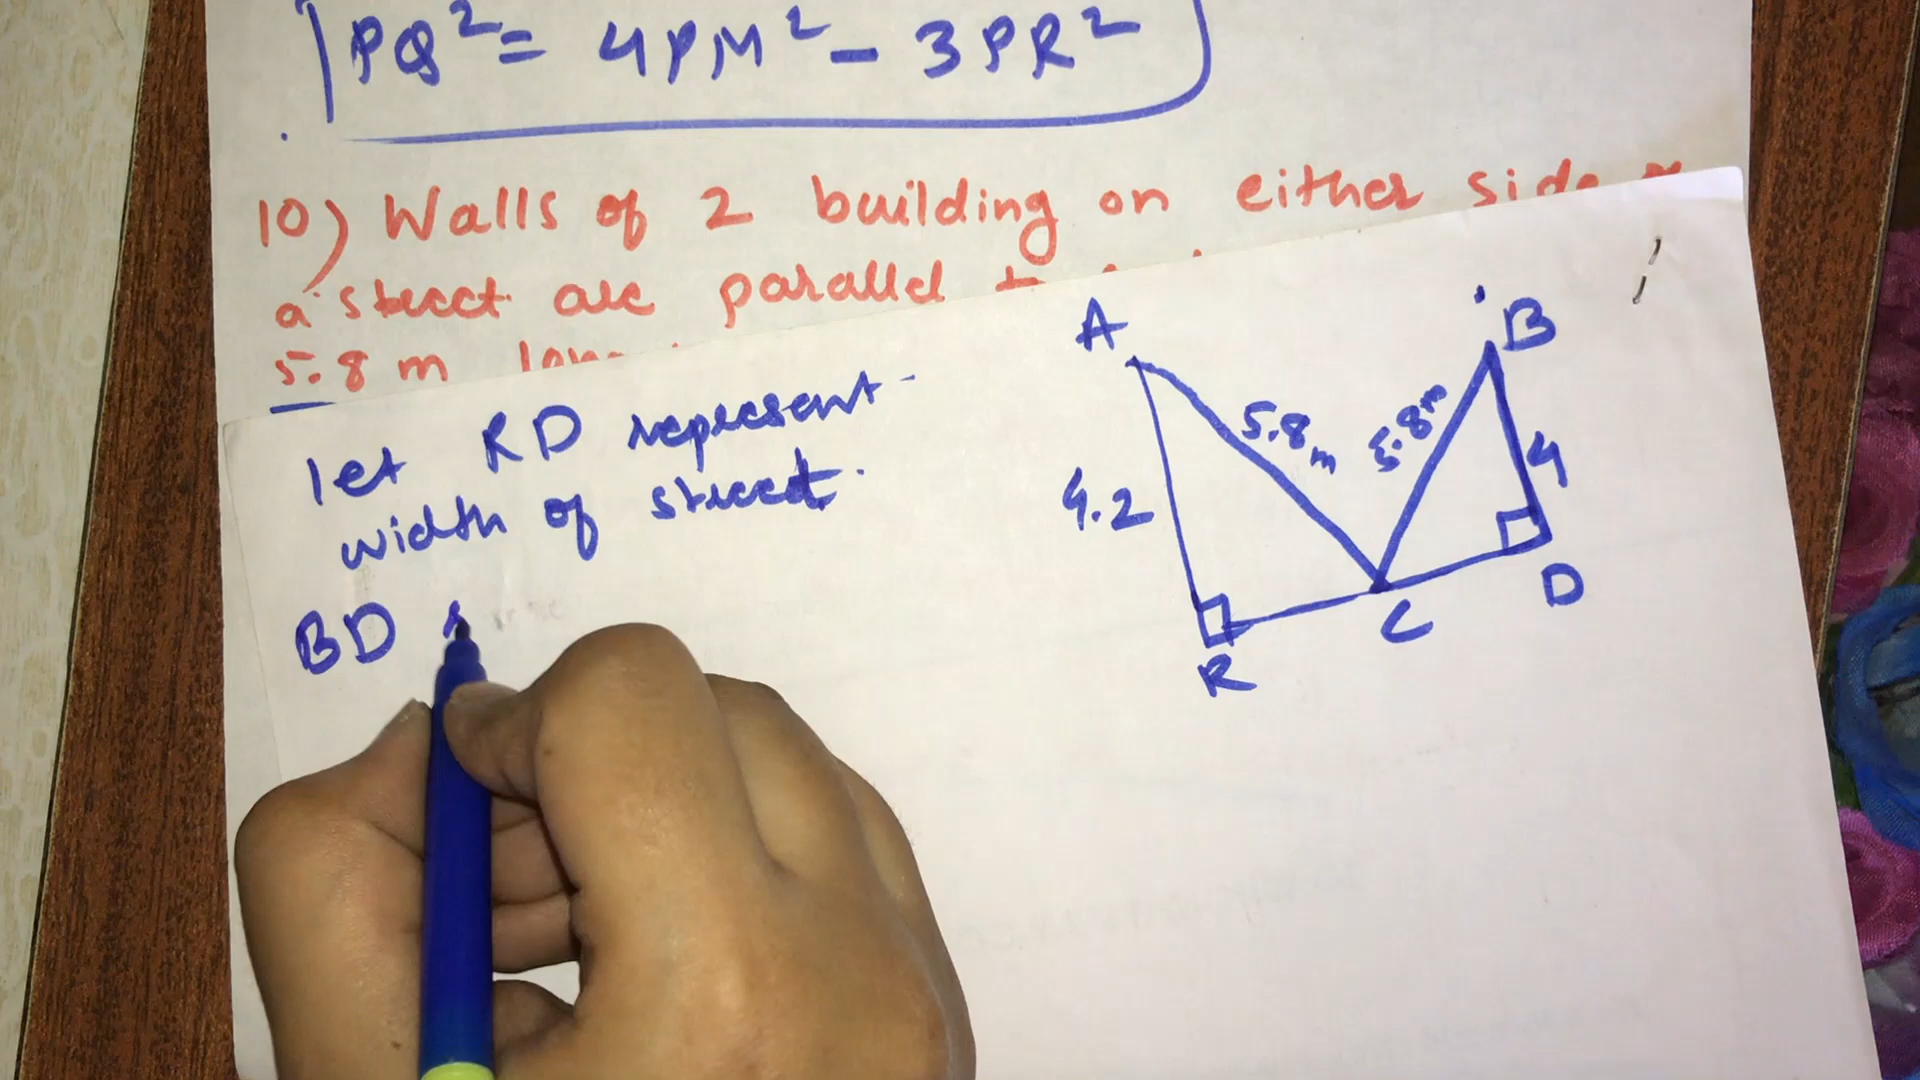 PQ² = 4PM² - 3PR²
10) Walls of 2 building on either side
a street are parallel
5.8 m
let RD represent
width of street.
BD
A
B
5.8m
5.8m
4.2
4
R
C
D